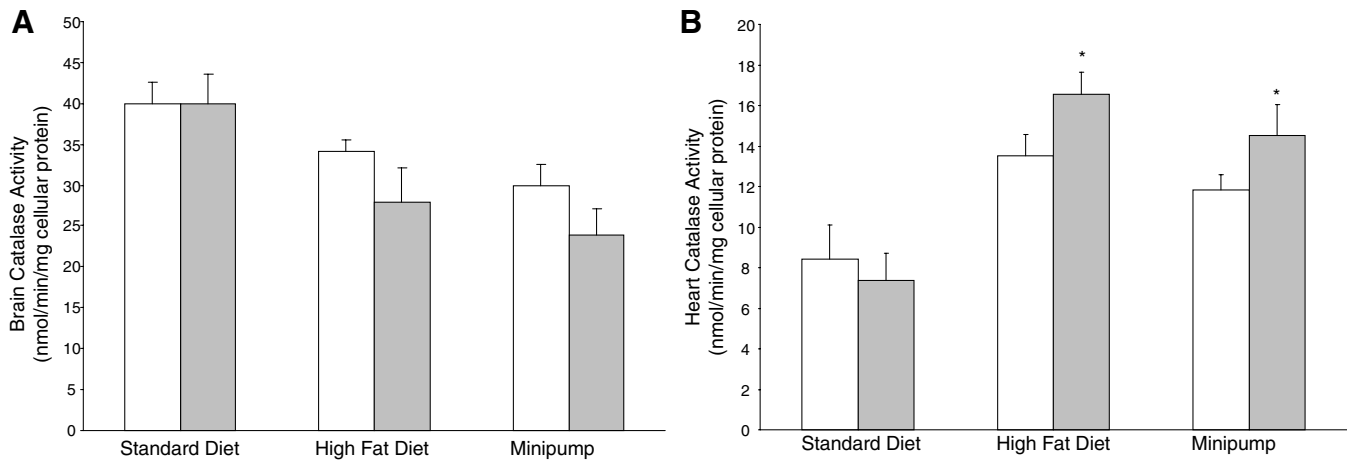 A
Brain Catalase Activity
(nmol/min/mg cellular protein)
50
45
40
35
30
25
20
15
10
5
0
Standard Diet
High Fat Diet
Minipump
B
Heart Catalase Activity
(nmol/min/mg cellular protein)
20
18
16
14
12
10
8
6
4
2
0
*
*
Standard Diet
High Fat Diet
Minipump